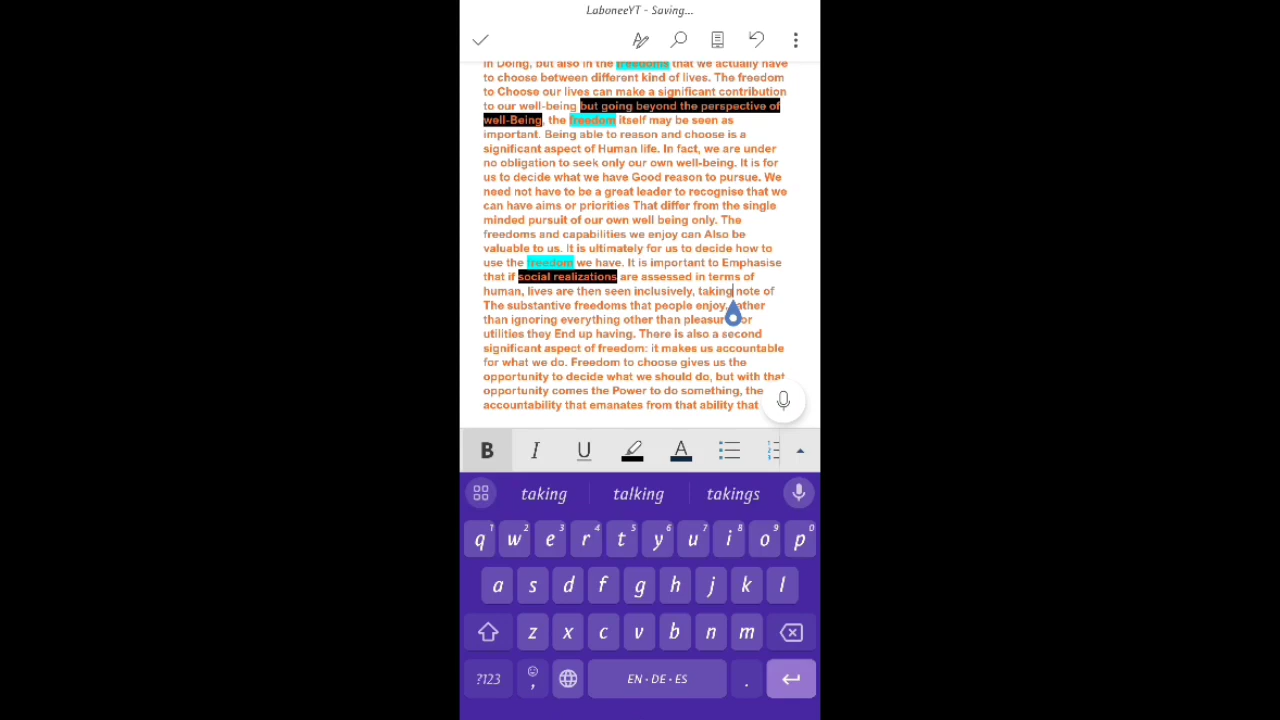 LaboneeYT - Saving...
in Doing, but also in the freedoms that we actually have
to choose between different kind of lives. The freedom
to Choose our lives can make a significant contribution
to our well-being but going beyond the perspective of
well-Being, the freedom itself may be seen as
important. Being able to reason and choose is a
significant aspect of Human life. In fact, we are under
no obligation to seek only our own well-being. It is for
us to decide what we have Good reason to pursue. We
need not have to be a great leader to recognise that we
can have aims or priorities That differ from the single
minded pursuit of our own well being only. The
freedoms and capabilities we enjoy can Also be
valuable to us. It is ultimately for us to decide how to
use the freedom we have. It is important to Emphasise
that if social realizations are assessed in terms of
human, lives are then seen inclusively, taking note of
The substantive freedoms that people enjoy, rather
than ignoring everything other than pleasure or
utilities they End up having. There is also a second
significant aspect of freedom: it makes us accountable
for what we do. Freedom to choose gives us the
opportunity to decide what we should do, but with that
opportunity comes the Power to do something, the
accountability that emanates from that ability that
B I U A
taking talking takings
q1 w2 e3 r4 t5 y6 u7 i8 o9 p0
a s d f g h j k l
z x c v b n m
?123 , EN • DE • ES .